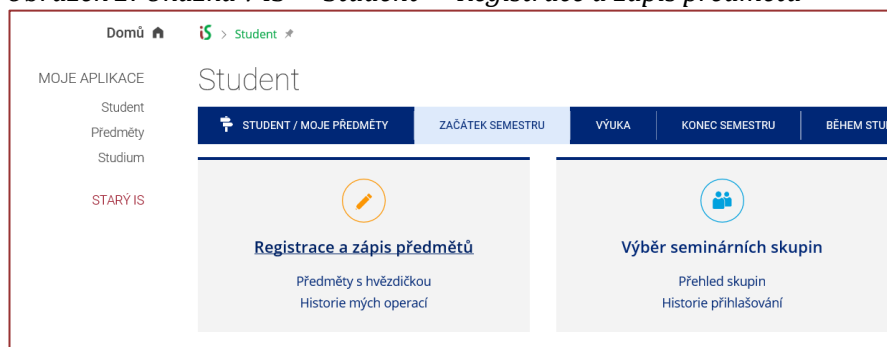 Domů
iS > Student
MOJE APLIKACE
Student
Předměty
Studium
STARÝ IS
Student
STUDENT / MOJE PŘEDMĚTY ZAČÁTEK SEMESTRU VÝUKA KONEC SEMESTRU BĚHEM
Registrace a zápis předmětů
Předměty s hvězdičkou
Historie mých operací
Výběr seminárních skupin
Přehled skupin
Historie přihlašování